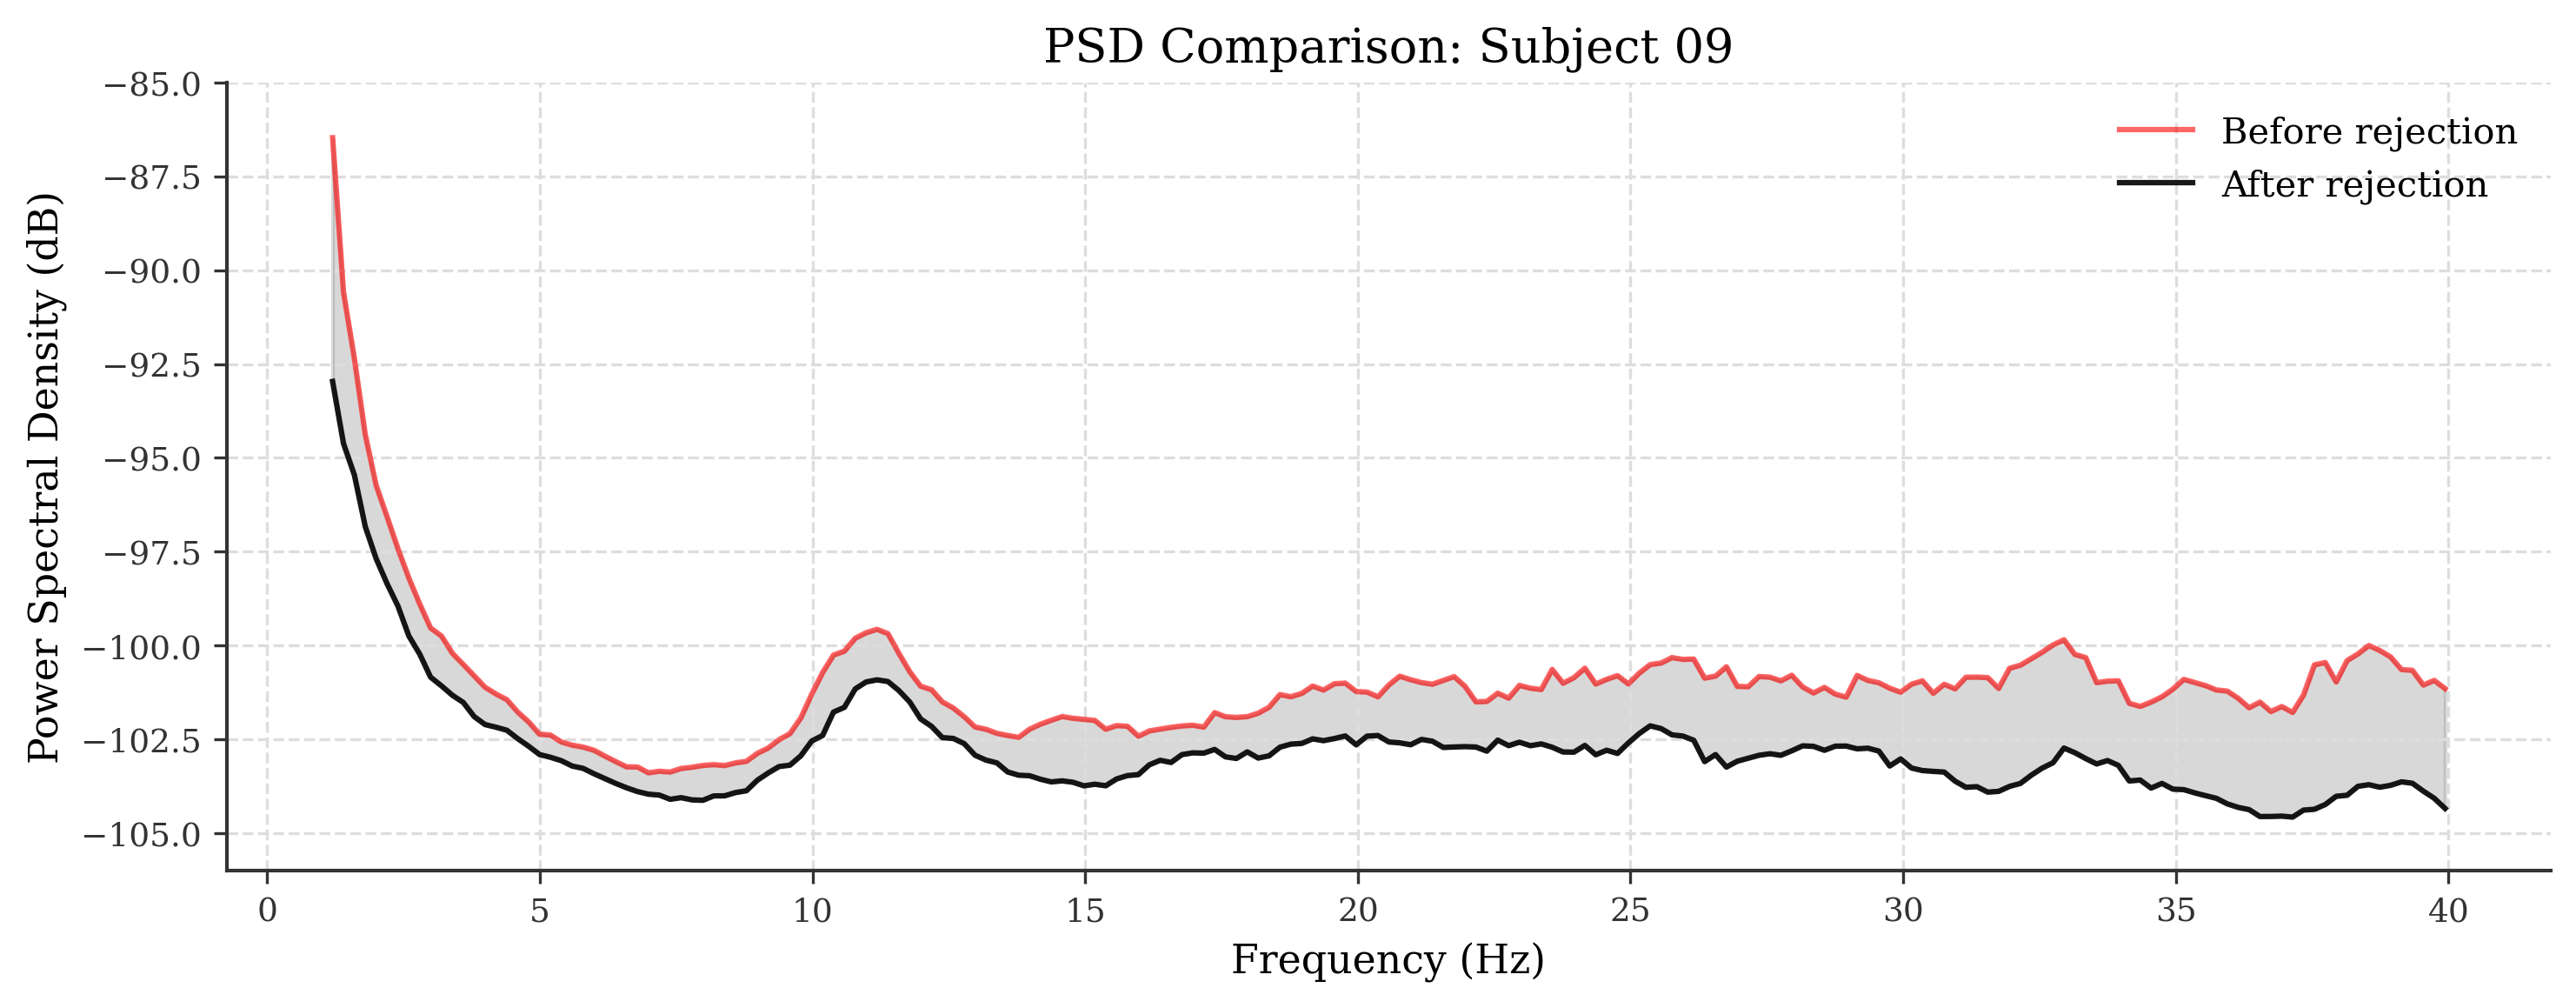 PSD Comparison: Subject 09
Power Spectral Density (dB)
−85.0
−87.5
−90.0
−92.5
−95.0
−97.5
−100.0
−102.5
−105.0
Before rejection
After rejection
0 5 10 15 20 25 30 35 40
Frequency (Hz)